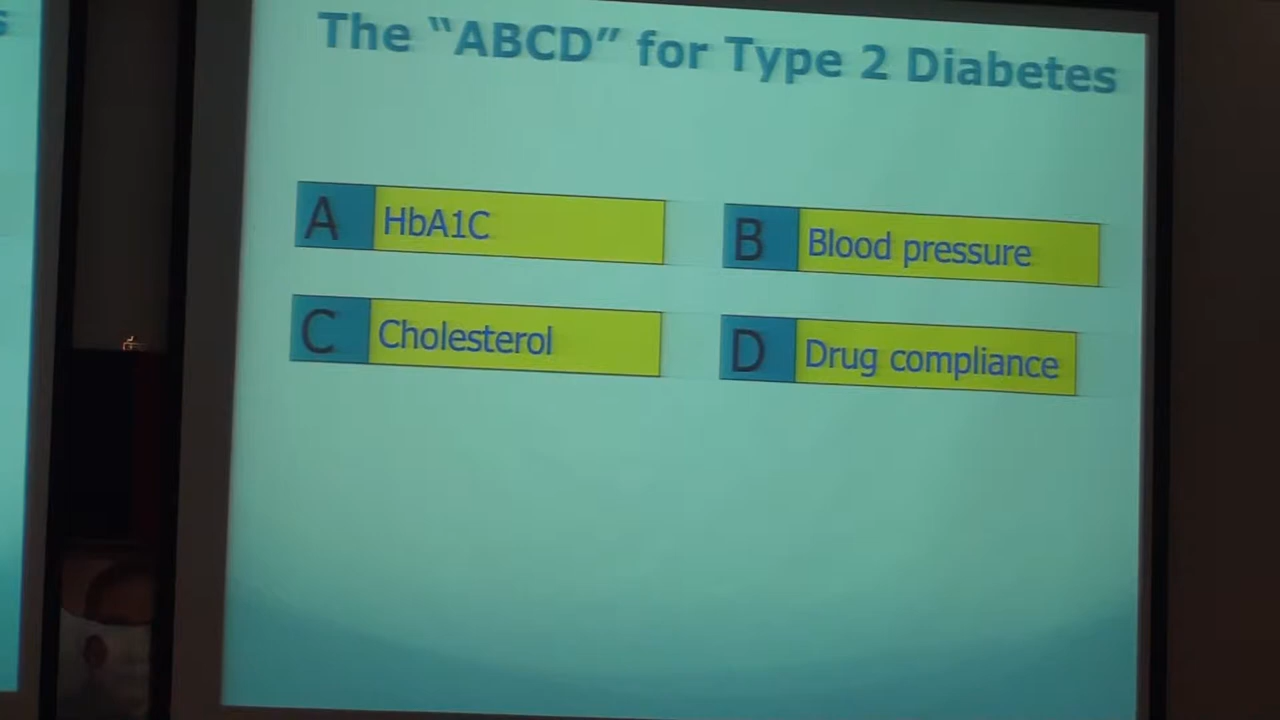 The “ABCD” for Type 2 Diabetes
A HbA1C
B Blood pressure
C Cholesterol
D Drug compliance